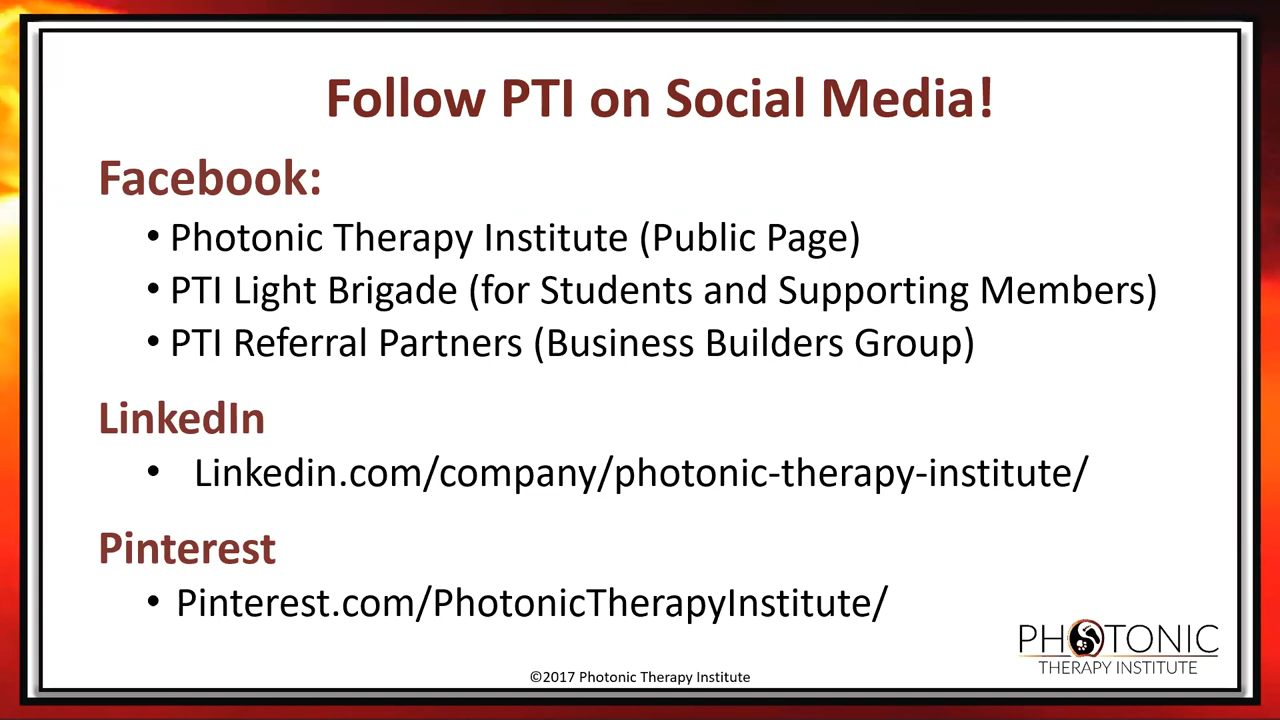 Follow PTI on Social Media!
Facebook:
• Photonic Therapy Institute (Public Page)
• PTI Light Brigade (for Students and Supporting Members)
• PTI Referral Partners (Business Builders Group)
LinkedIn
• Linkedin.com/company/photonic-therapy-institute/
Pinterest
• Pinterest.com/PhotonicTherapyInstitute/
PHOTONIC
THERAPY INSTITUTE
©2017 Photonic Therapy Institute